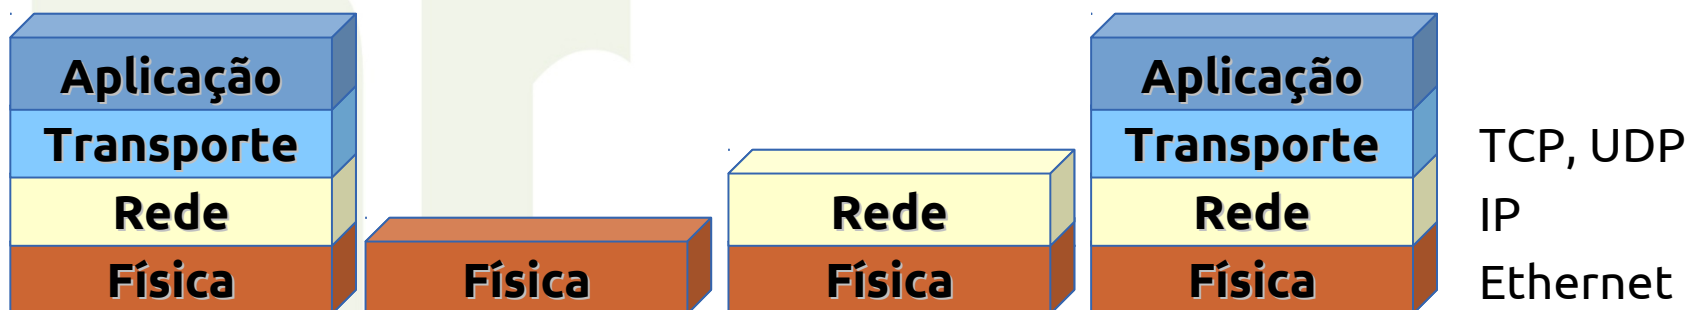 Aplicação
Transporte
Rede
Física
Física
Rede
Física
Aplicação
Transporte
Rede
Física
TCP, UDP
IP
Ethernet